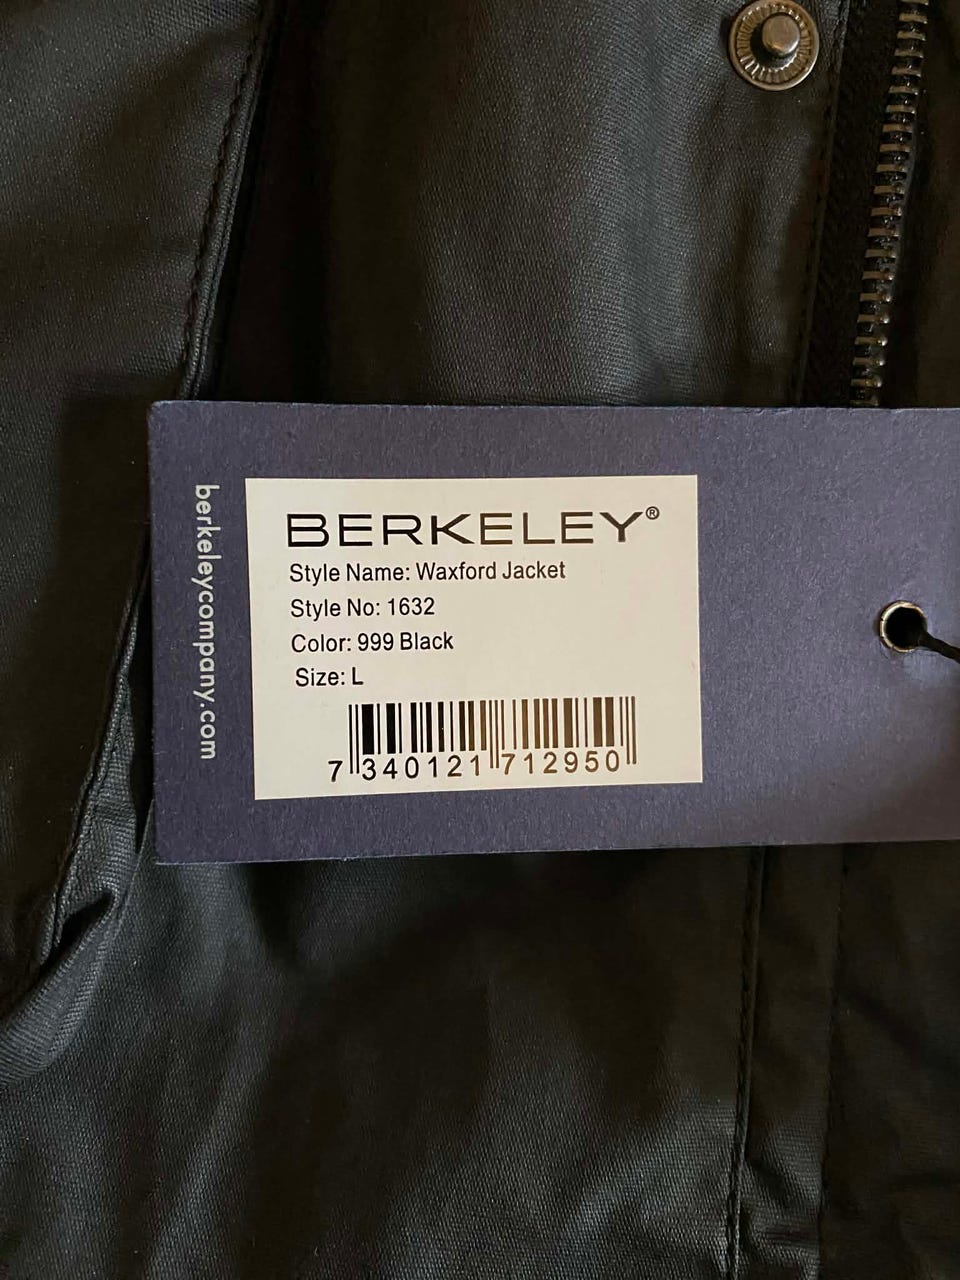 BERKELEY®
Style Name: Waxford Jacket
Style No: 1632
Color: 999 Black
Size: L
7 340121 712950
berkeleycompany.com